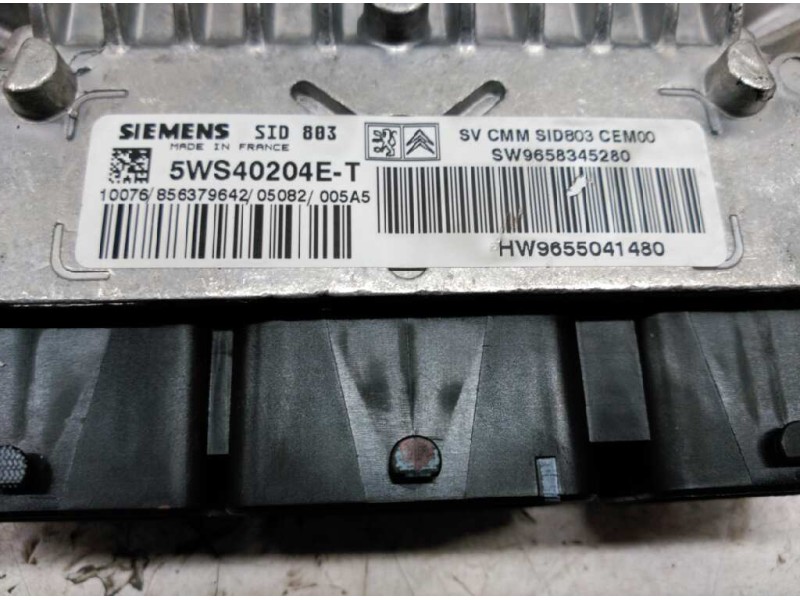 SIEMENS SID 803
MADE IN FRANCE
5WS40204E-T
10076/856379642/05082/005A5
SV CMM SID803 CEM00
SW9658345280
HW9655041480